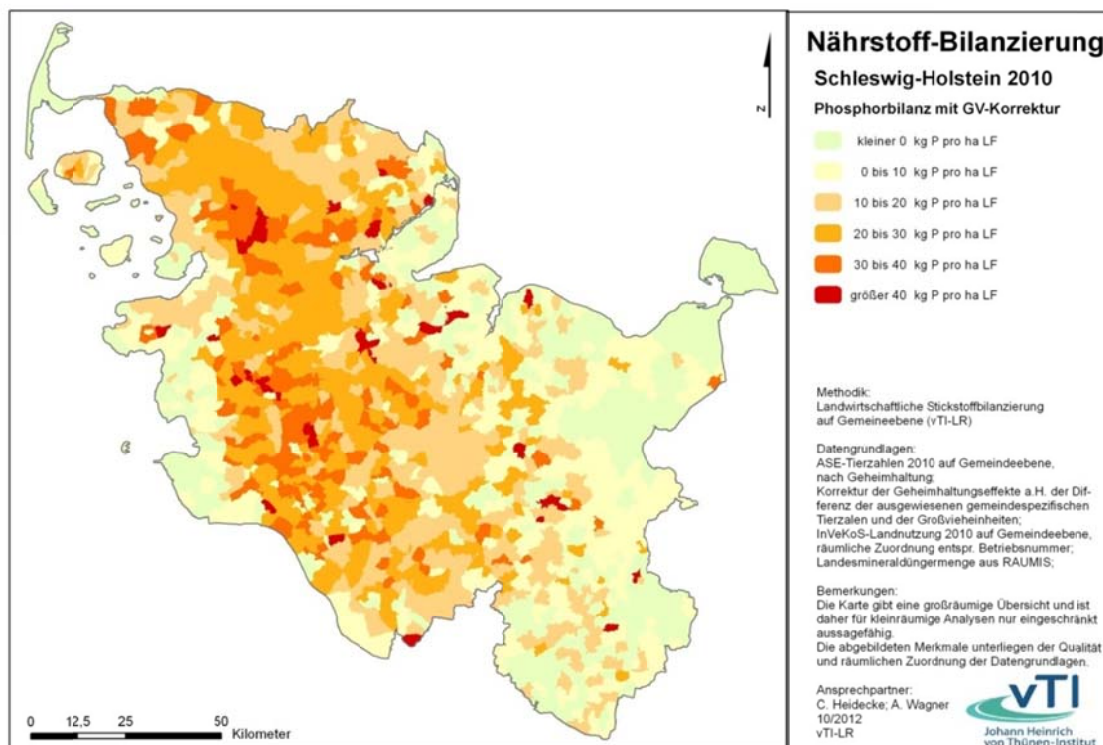 Nährstoff-Bilanzierung
Schleswig-Holstein 2010
Phosphorbilanz mit GV-Korrektur
kleiner 0 kg P pro ha LF
0 bis 10 kg P pro ha LF
10 bis 20 kg P pro ha LF
20 bis 30 kg P pro ha LF
30 bis 40 kg P pro ha LF
größer 40 kg P pro ha LF
Methodik:
Landwirtschaftliche Stickstoffbilanzierung
auf Gemeineebene (vTI-LR)
Datengrundlagen:
ASE-Tierzahlen 2010 auf Gemeindeebene,
nach Geheimhaltung;
Korrektur der Geheimhaltungseffekte a.H. der Dif-
ferenz der ausgewiesenen gemeindespezifischen
Tierzalen und der Großvieheinheiten;
InVeKoS-Landnutzung 2010 auf Gemeindeebene,
räumliche Zuordnung entspr. Betriebsnummer;
Landesmineraldüngermenge aus RAUMIS;
Bemerkungen:
Die Karte gibt eine großräumige Übersicht und ist
daher für kleinräumige Analysen nur eingeschränkt
aussagefähig.
Die abgebildeten Merkmale unterliegen der Qualität
und räumlichen Zuordnung der Datengrundlagen.
Ansprechpartner:
C. Heidecke; A. Wagner
10/2012
vTI-LR
vTI
Johann Heinrich
von Thünen-Institut
N
0 12,5 25 50
Kilometer